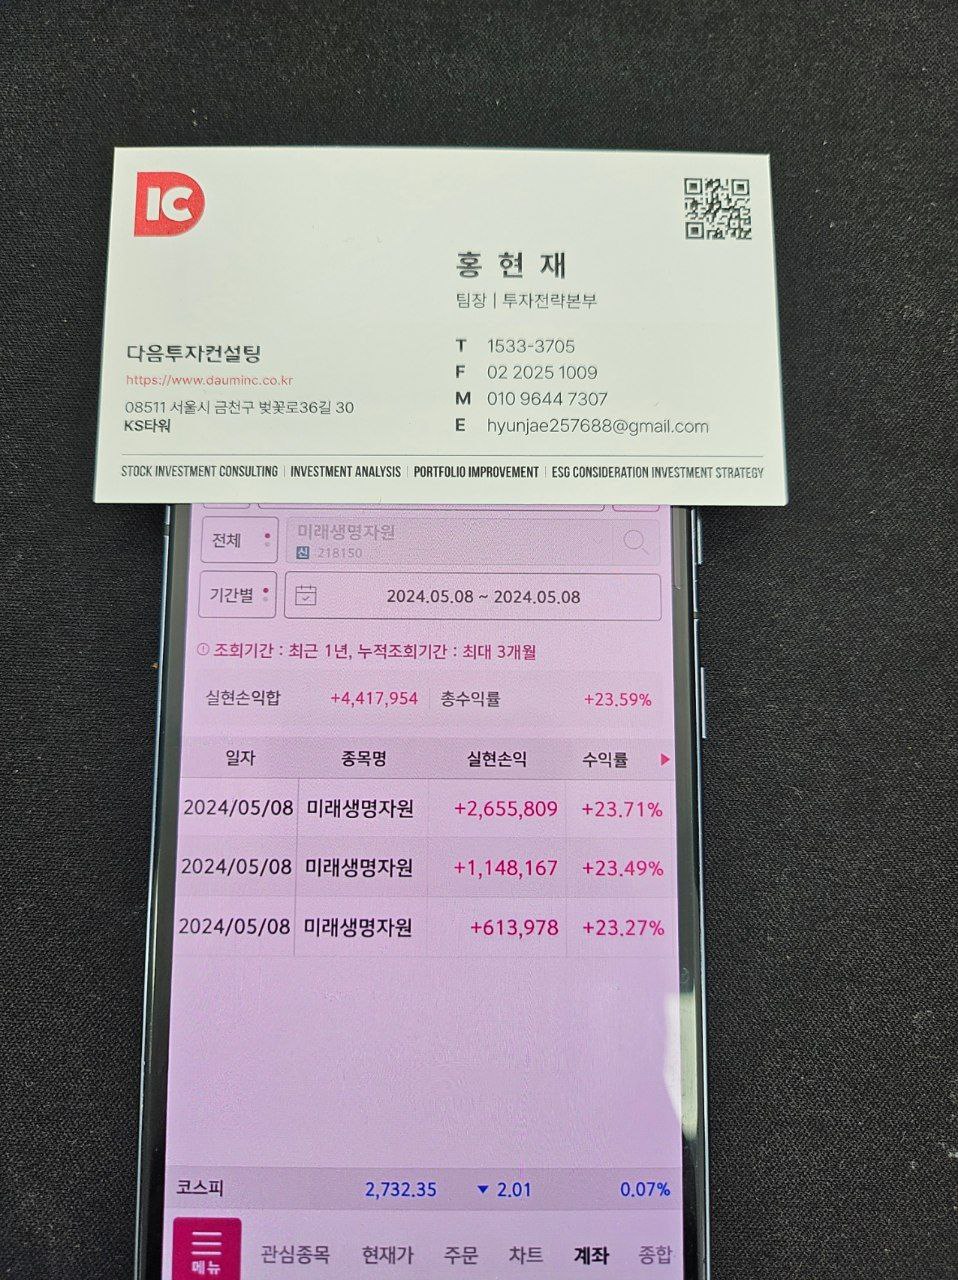 IC
홍 현 재
팀장 | 투자전략본부
다음투자컨설팅
https://www.dauminc.co.kr
08511 서울시 금천구 벚꽃로36길 30
KS타워
T 1533-3705
F 02 2025 1009
M 010 9644 7307
E hyunjae257688@gmail.com
STOCK INVESTMENT CONSULTING | INVESTMENT ANALYSIS | PORTFOLIO IMPROVEMENT | ESG CONSIDERATION INVESTMENT STRATEGY
전체 미래생명자원
신 218150
기간별 2024.05.08 ~ 2024.05.08
조회기간 : 최근 1년, 누적조회기간 : 최대 3개월
실현손익합 +4,417,954 총수익률 +23.59%
일자 종목명 실현손익 수익률
2024/05/08 미래생명자원 +2,655,809 +23.71%
2024/05/08 미래생명자원 +1,148,167 +23.49%
2024/05/08 미래생명자원 +613,978 +23.27%
코스피 2,732.35 ▼ 2.01 0.07%
메뉴 관심종목 현재가 주문 차트 계좌 종합